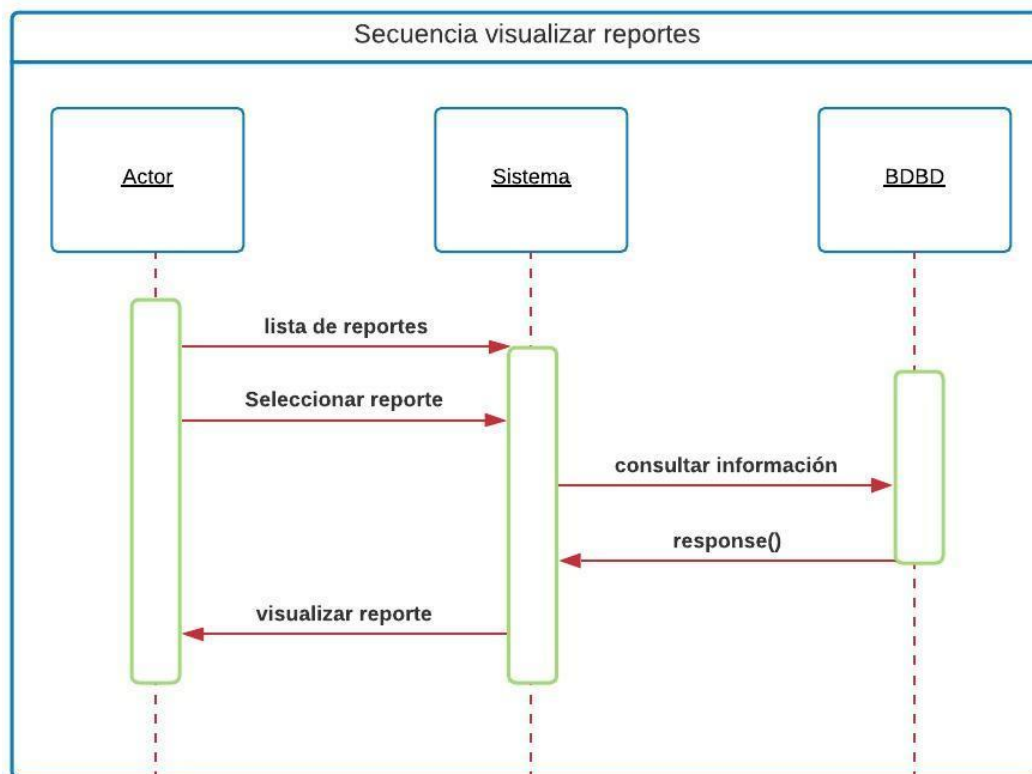 Secuencia visualizar reportes
Actor
Sistema
BDBD
lista de reportes
Seleccionar reporte
consultar información
response()
visualizar reporte